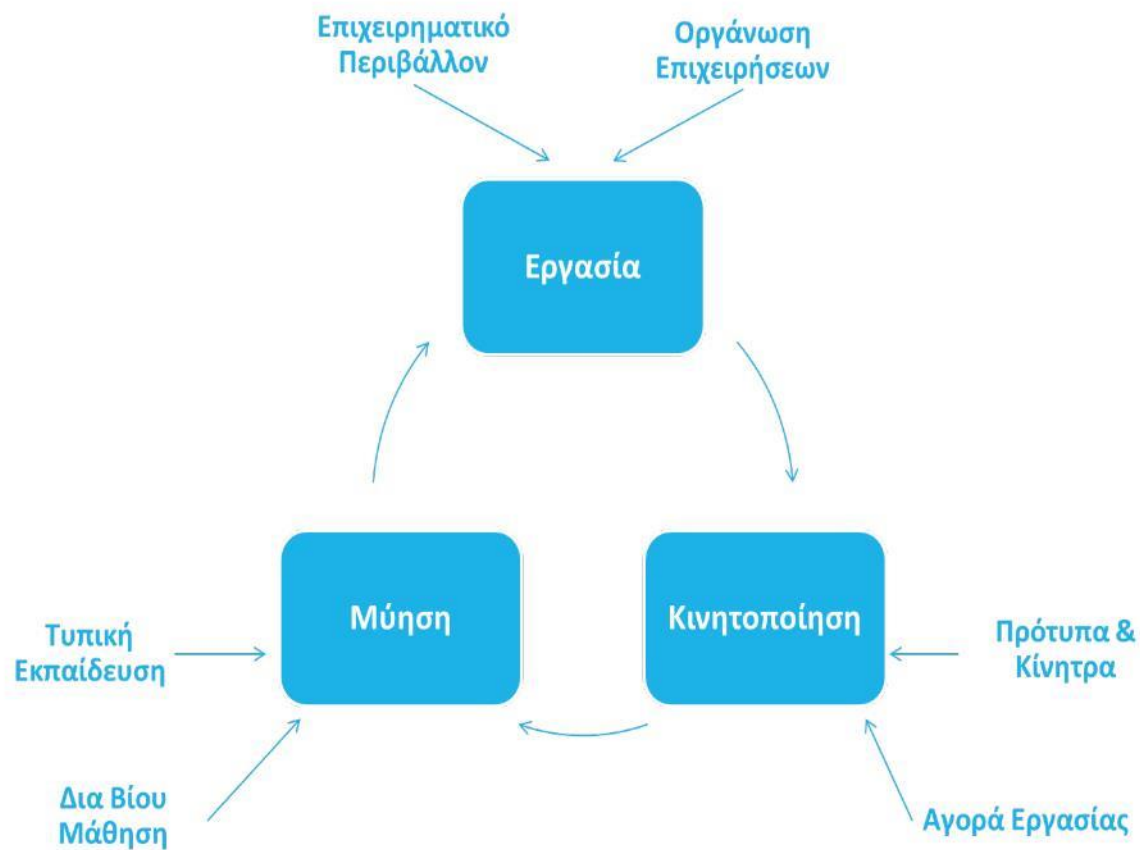 Επιχειρηματικό
Περιβάλλον
Οργάνωση
Επιχειρήσεων
Εργασία
Μύηση
Κινητοποίηση
Τυπική
Εκπαίδευση
Πρότυπα &
Κίνητρα
Δια Βίου
Μάθηση
Αγορά Εργασίας